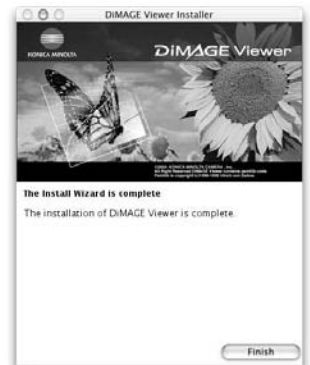 DiMAGE Viewer Installer
KONICA MINOLTA
DiMAGE Viewer
The Install Wizard is complete
The installation of DiMAGE Viewer is complete.
Finish